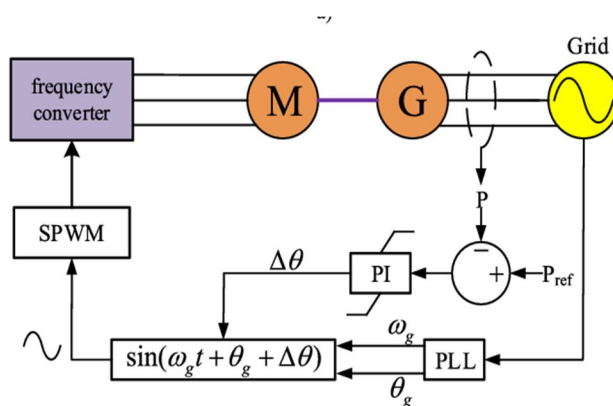 Grid
frequency
converter
M
G
P
SPWM
Δθ
PI
−
+
P_ref
sin(ω_g t + θ_g + Δθ)
ω_g
PLL
θ_g